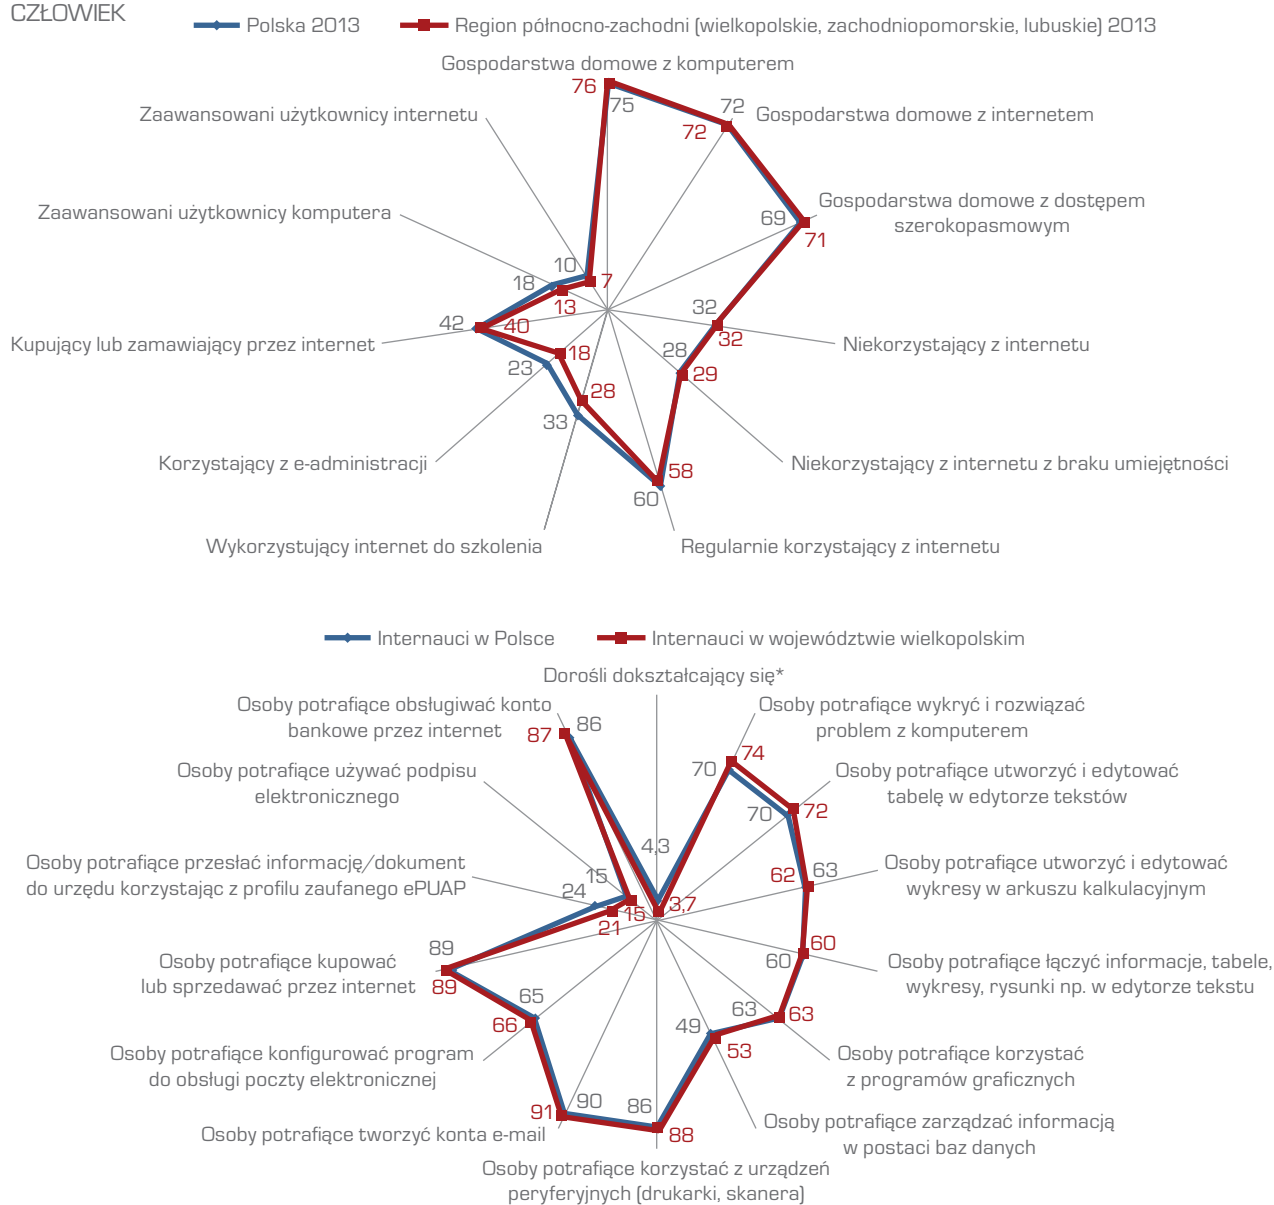 CZŁOWIEK
Polska 2013
Region północno-zachodni (wielkopolskie, zachodniopomorskie, lubuskie) 2013
Gospodarstwa domowe z komputerem
76
75
72
72
Gospodarstwa domowe z internetem
Zaawansowani użytkownicy internetu
Gospodarstwa domowe z dostępem
szerokopasmowym
69
71
Zaawansowani użytkownicy komputera
10
7
18
13
32
32
42
40
Kupujący lub zamawiający przez internet
Niekorzystający z internetu
18
23
28
29
28
33
Korzystający z e-administracji
Niekorzystający z internetu z braku umiejętności
58
60
Wykorzystujący internet do szkolenia
Regularnie korzystający z internetu
Internauci w Polsce
Internauci w województwie wielkopolskim
Dorośli dokształcający się*
Osoby potrafiące obsługiwać konto
bankowe przez internet
86
87
Osoby potrafiące wykryć i rozwiązać
problem z komputerem
74
70
Osoby potrafiące używać podpisu
elektronicznego
Osoby potrafiące utworzyć i edytować
tabelę w edytorze tekstów
70
72
4,3
3,7
Osoby potrafiące przesłać informację/dokument
do urzędu korzystając z profilu zaufanego ePUAP
15
15
24
21
Osoby potrafiące utworzyć i edytować
wykresy w arkuszu kalkulacyjnym
62
63
Osoby potrafiące kupować
lub sprzedawać przez internet
89
89
60
60
Osoby potrafiące łączyć informacje, tabele,
wykresy, rysunki np. w edytorze tekstu
65
66
63
63
49
53
Osoby potrafiące konfigurować program
do obsługi poczty elektronicznej
Osoby potrafiące korzystać
z programów graficznych
91
90
86
88
Osoby potrafiące tworzyć konta e-mail
Osoby potrafiące zarządzać informacją
w postaci baz danych
Osoby potrafiące korzystać z urządzeń
peryferyjnych (drukarki, skanera)